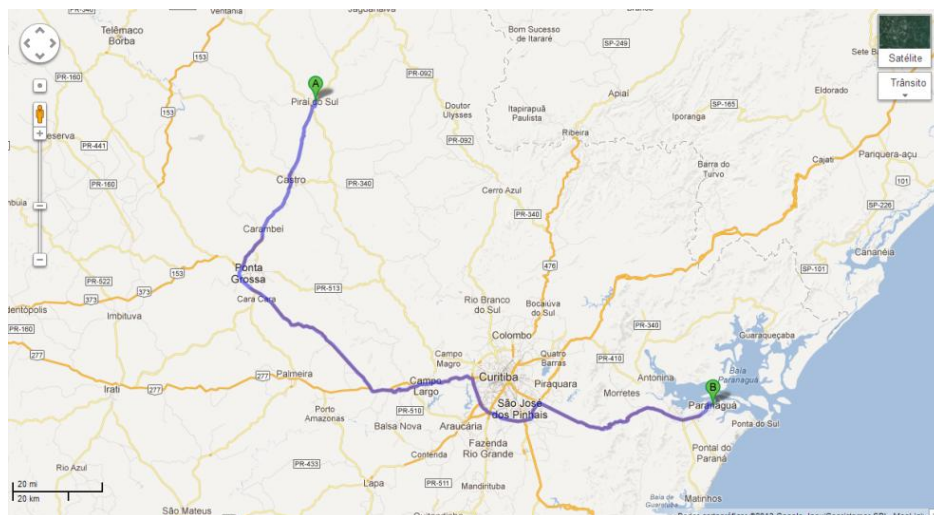 Ventania
Jaguariaíva
Telêmaco
Borba
Bom Sucesso
de Itararé
SP-249
Sete Ba
Satélite
Trânsito
153
PR-160
PR-092
A
Piraí do Sul
Doutor
Ulysses
Itapirapuã
Paulista
Apiaí
SP-165
Eldorado
Iporanga
Ribeira
153
PR-441
PR-092
Barra do
Turvo
Cajati
Pariquera-açu
101
PR-160
Castro
PR-340
Cerro Azul
SP-226
PR-340
Carambeí
Cananéia
476
SP-101
Ponta
Grossa
153
PR-522
373
373
Cara Cara
PR-513
Imbituva
Rio Branco
do Sul
Bocaiúva
do Sul
PR-160
277
PR-340
Guaraqueçaba
Colombo
Campo
Magro
Quatro
Barras
PR-410
Baía
Paranaguá
277
Palmeira
Campo
Largo
Curitiba
Piraquara
Antonina
B
Irati
277
Morretes
Paranaguá
Porto
Amazonas
PR-510
São José
dos Pinhais
Ponta do Sul
Balsa Nova
Araucária
Fazenda
Rio Grande
Contenda
Pontal do
Paraná
Rio Azul
PR-433
20 mi
20 km
Lapa
PR-511
Mandirituba
Baía de
Guaratuba
Matinhos
São Mateus
Quitandinha